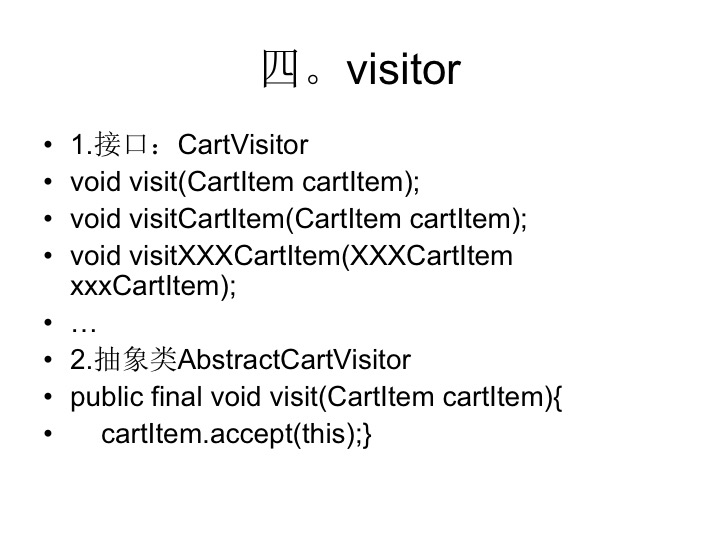 四。visitor
• 1.接口：CartVisitor
• void visit(CartItem cartItem);
• void visitCartItem(CartItem cartItem);
• void visitXXXCartItem(XXXCartItem
xxxCartItem);
• …
• 2.抽象类AbstractCartVisitor
• public final void visit(CartItem cartItem){
• cartItem.accept(this);}